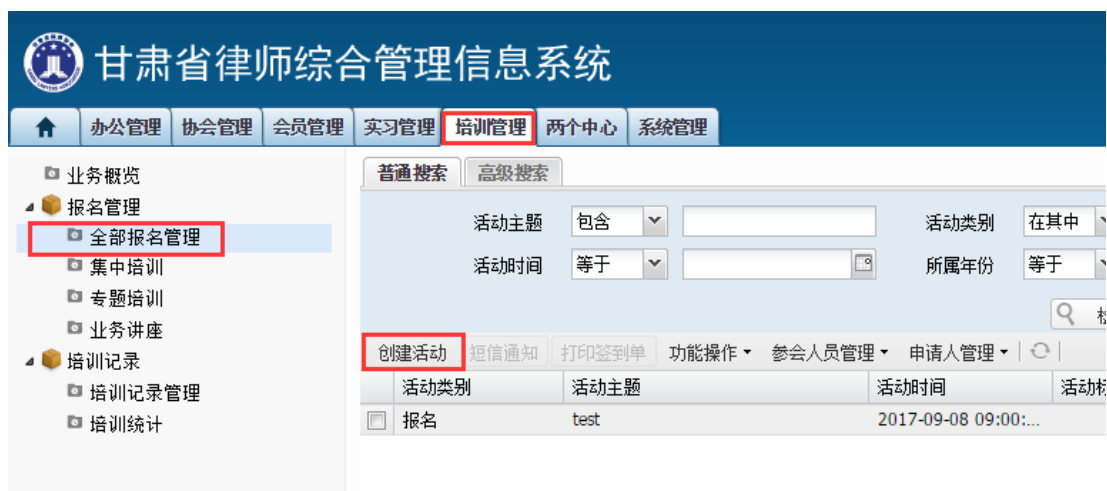 甘肃省律师综合管理信息系统
办公管理 协会管理 会员管理 实习管理 培训管理 两个中心 系统管理
业务概览
报名管理
全部报名管理
集中培训
专题培训
业务讲座
培训记录
培训记录管理
培训统计
普通搜索 高级搜索
活动主题 包含 活动类别 在其中
活动时间 等于 所属年份 等于
创建活动 短信通知 打印签到单 功能操作 参会人员管理 申请人管理
活动类别 活动主题 活动时间 活动
报名 test 2017-09-08 09:00:...